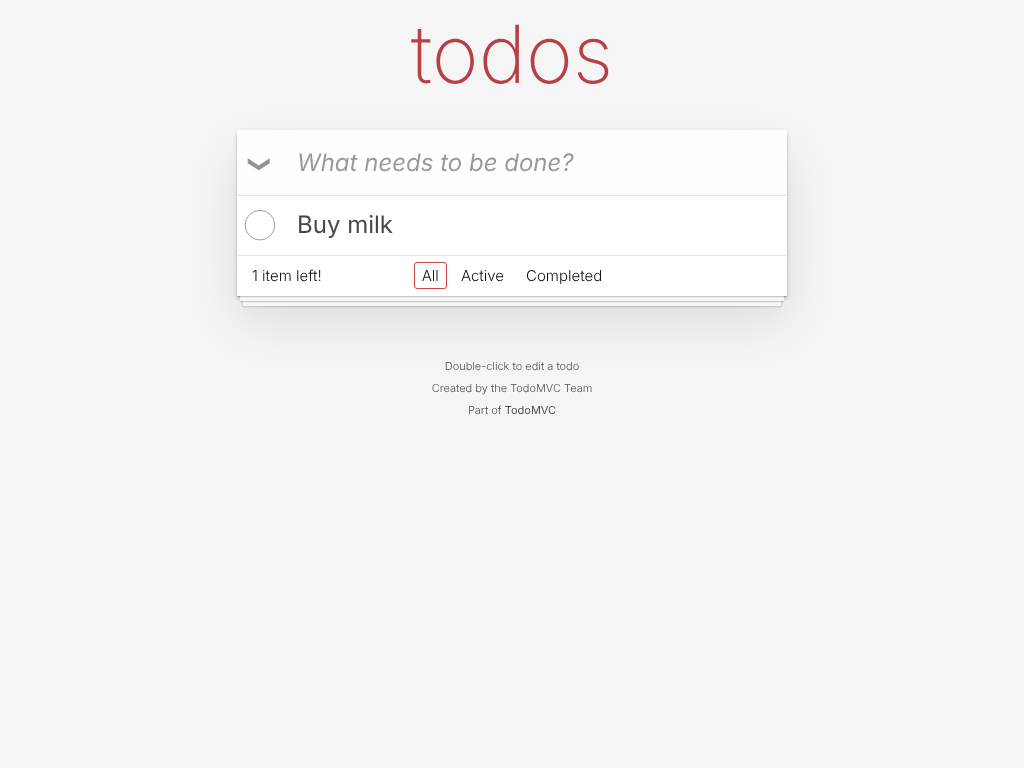 todos
What needs to be done?
Buy milk
1 item left! All Active Completed
Double-click to edit a todo
Created by the TodoMVC Team
Part of TodoMVC